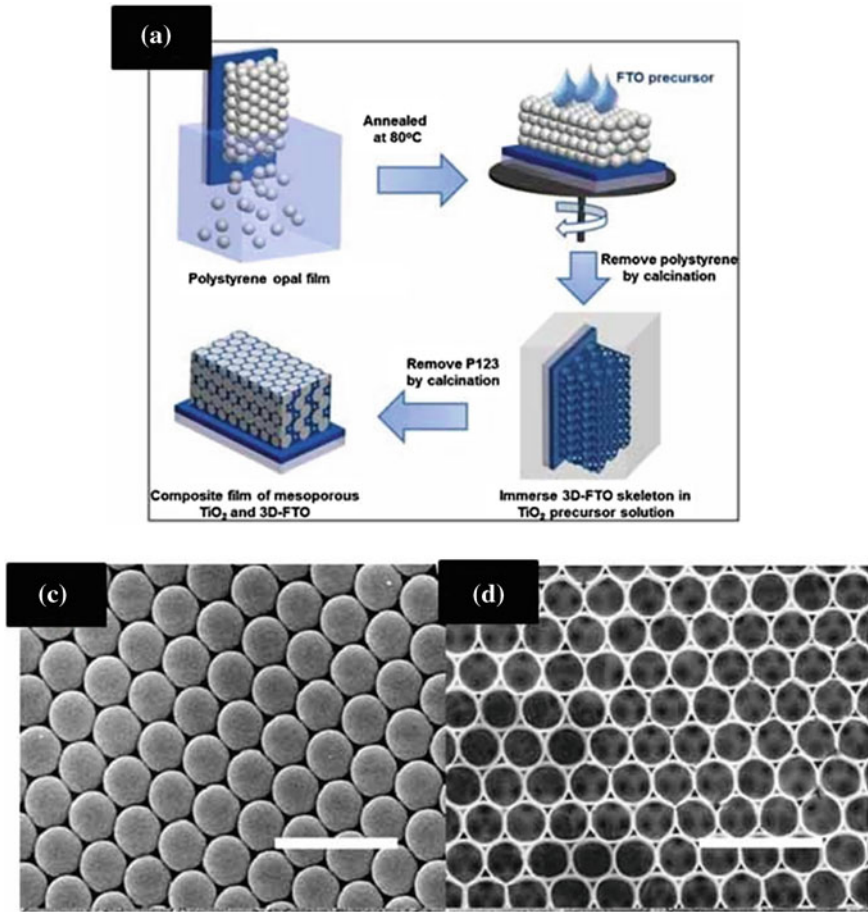 (a)
FTO precursor
Annealed
at 80°C
Polystyrene opal film
Remove polystyrene
by calcination
Remove P123
by calcination
Composite film of mesoporous
TiO₂ and 3D-FTO
Immerse 3D-FTO skeleton in
TiO₂ precursor solution
(c)
(d)